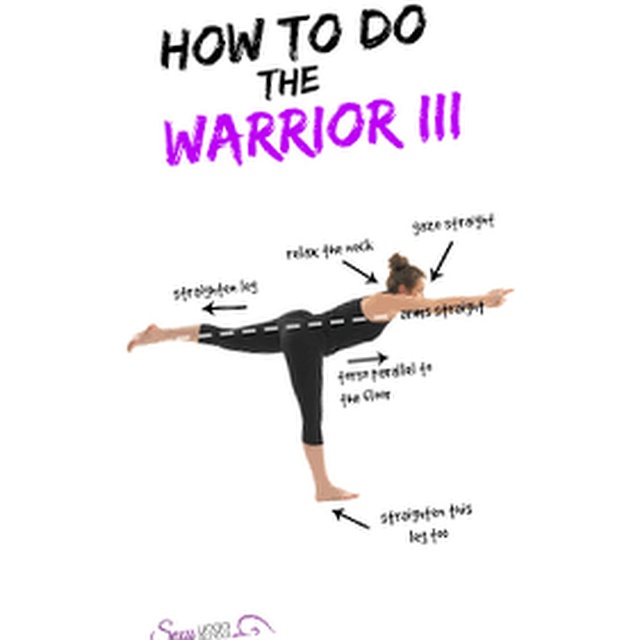 HOW TO DO
THE
WARRIOR III
gaze straight
relax the neck
straighten leg
arms straight
torso parallel to
the floor
straighten this
leg too
Sexy YOGA